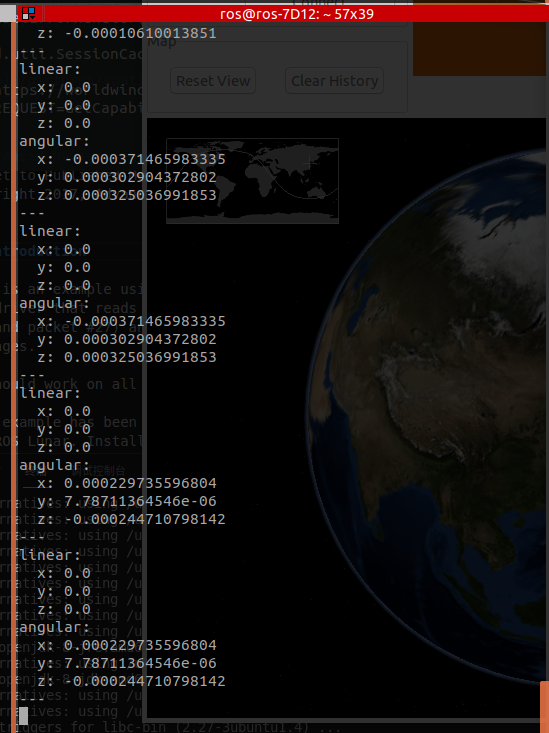 ros@ros-7D12: ~ 57x39
z: -0.00010610013851
---
linear:
x: 0.0
y: 0.0
z: 0.0
angular:
x: -0.000371465983335
y: 0.000302904372802
z: 0.000325036991853
---
linear:
x: 0.0
y: 0.0
z: 0.0
angular:
x: -0.000371465983335
y: 0.000302904372802
z: 0.000325036991853
---
linear:
x: 0.0
y: 0.0
z: 0.0
angular:
x: 0.000229735596804
y: 7.78711364546e-06
z: -0.000244710798142
---
linear:
x: 0.0
y: 0.0
z: 0.0
angular:
x: 0.000229735596804
y: 7.78711364546e-06
z: -0.000244710798142
---
Map
Reset View
Clear History
triggers for libc-bin (2.27-3ubuntu1.4) ...